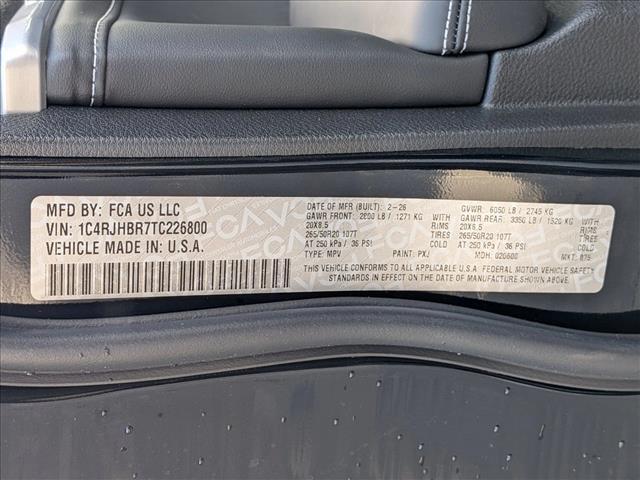 MFD BY: FCA US LLC
VIN: 1C4RJHBR7TC226800
VEHICLE MADE IN U.S.A.
DATE OF MFR (BUILT): 2-26 GVWR: 6050 LB / 2745 KG
GAWR FRONT: 2800 LB / 1271 KG WITH GAWR REAR: 3350 LB / 1520 KG WITH
20X8.5 RIMS 20X8.5 RIMS
265/50R20 107T TIRES 265/50R20 107T TIRES
AT 250 kPa / 36 PSI COLD AT 250 kPa / 36 PSI COLD
TYPE: MPV PAINT: PXJ MDH: 020600 MKT: B75
THIS VEHICLE CONFORMS TO ALL APPLICABLE U.S.A. FEDERAL MOTOR VEHICLE SAFETY
STANDARDS IN EFFECT ON THE DATE OF MANUFACTURE SHOWN ABOVE.